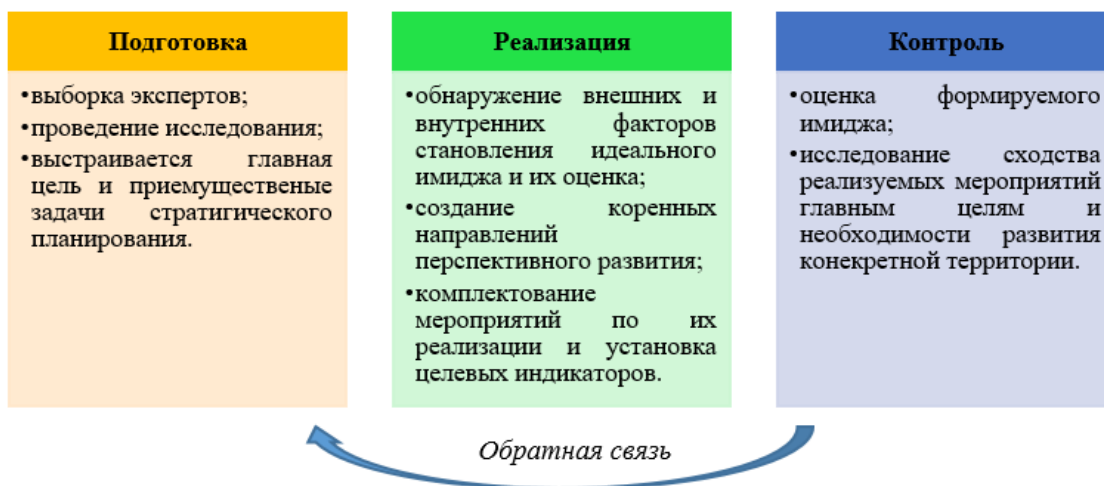 Подготовка
•выборка экспертов;
•проведение исследования;
•выстраивается главная
цель и приемущественые
задачи стратигического
планирования.
Реализация
•обнаружение внешних и
внутренних факторов
становления идеального
имиджа и их оценка;
•создание коренных
направлений
перспективного развития;
•комплектование
мероприятий по их
реализации и установка
целевых индикаторов.
Контроль
•оценка формируемого
имиджа;
•исследование сходства
реализуемых мероприятий
главным целям и
необходимости развития
конекретной территории.
Обратная связь